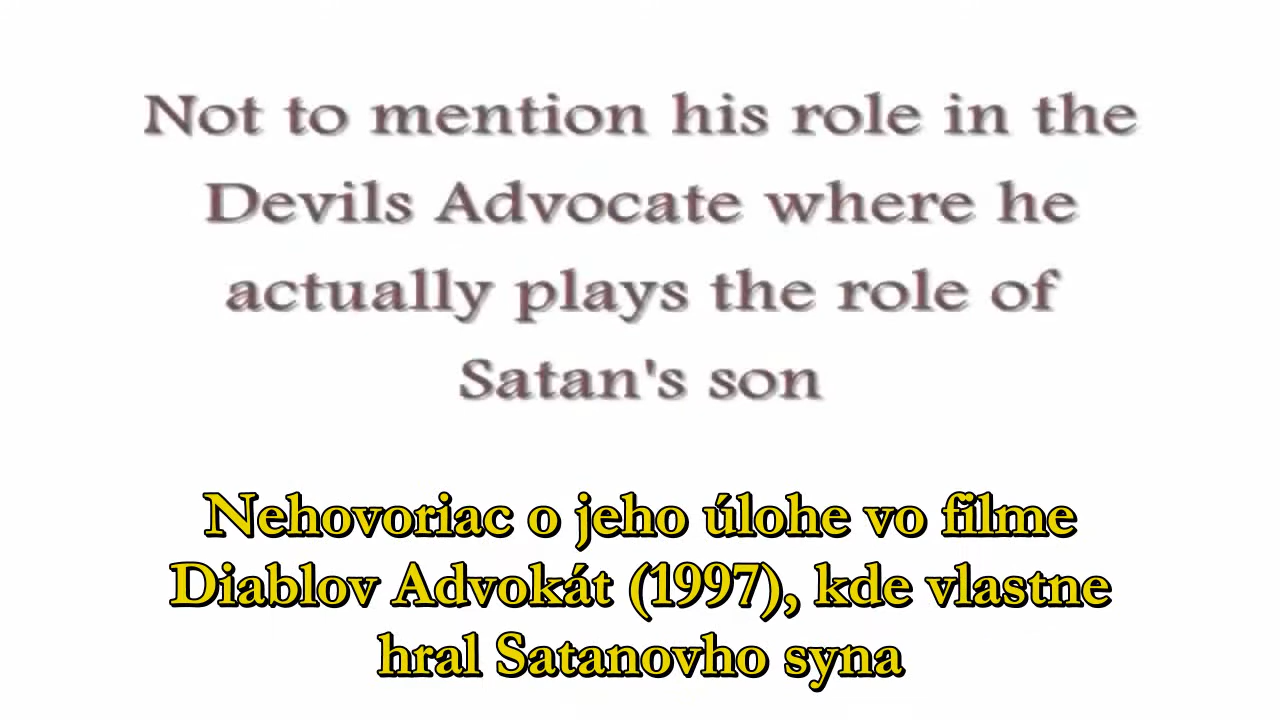 Not to mention his role in the
Devils Advocate where he
actually plays the role of
Satan's son
Nehovoriac o jeho úlohe vo filme
Diablov Advokát (1997), kde vlastne
hral Satanovho syna